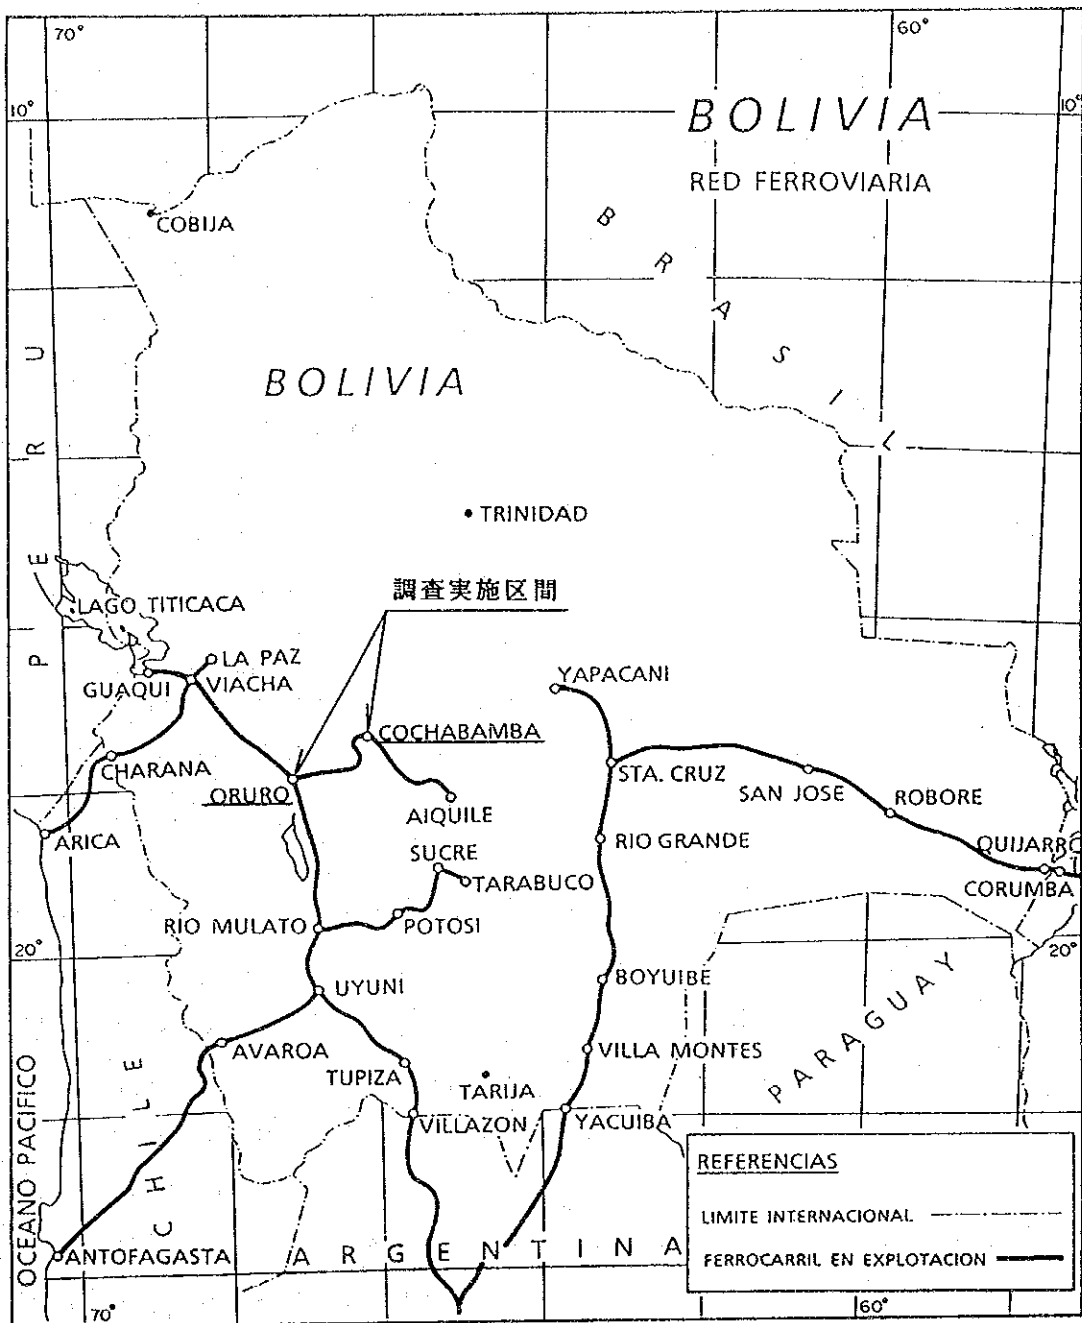 70°
60°
10°
BOLIVIA
10°
RED FERROVIARIA
COBIJA
BRASIL
PERU
BOLIVIA
TRINIDAD
調査実施区間
LAGO TITICACA
LA PAZ
GUAQUI
VIACHA
YAPACANI
COCHABAMBA
CHARANA
STA. CRUZ
ORURO
SAN JOSE
ROBORE
AIQUILE
ARICA
RIO GRANDE
QUIJARRO
SUCRE
TARABUCO
CORUMBA
RIO MULATO
POTOSI
20°
20°
UYUNI
BOYUIBE
PARAGUAY
AVAROA
VILLA MONTES
TUPIZA
TARIJA
VILLAZON
YACUIBA
OCEANO PACIFICO
CHILE
ANTOFAGASTA
ARGENTINA
REFERENCIAS
LIMITE INTERNACIONAL
FERROCARRIL EN EXPLOTACION
70°
60°